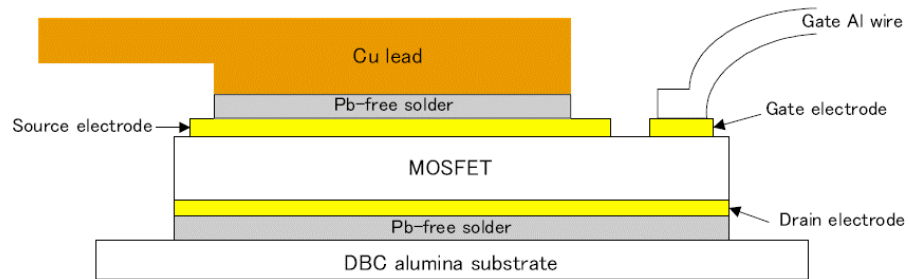 Gate Al wire
Cu lead
Pb-free solder
Gate electrode
Source electrode
MOSFET
Drain electrode
Pb-free solder
DBC alumina substrate